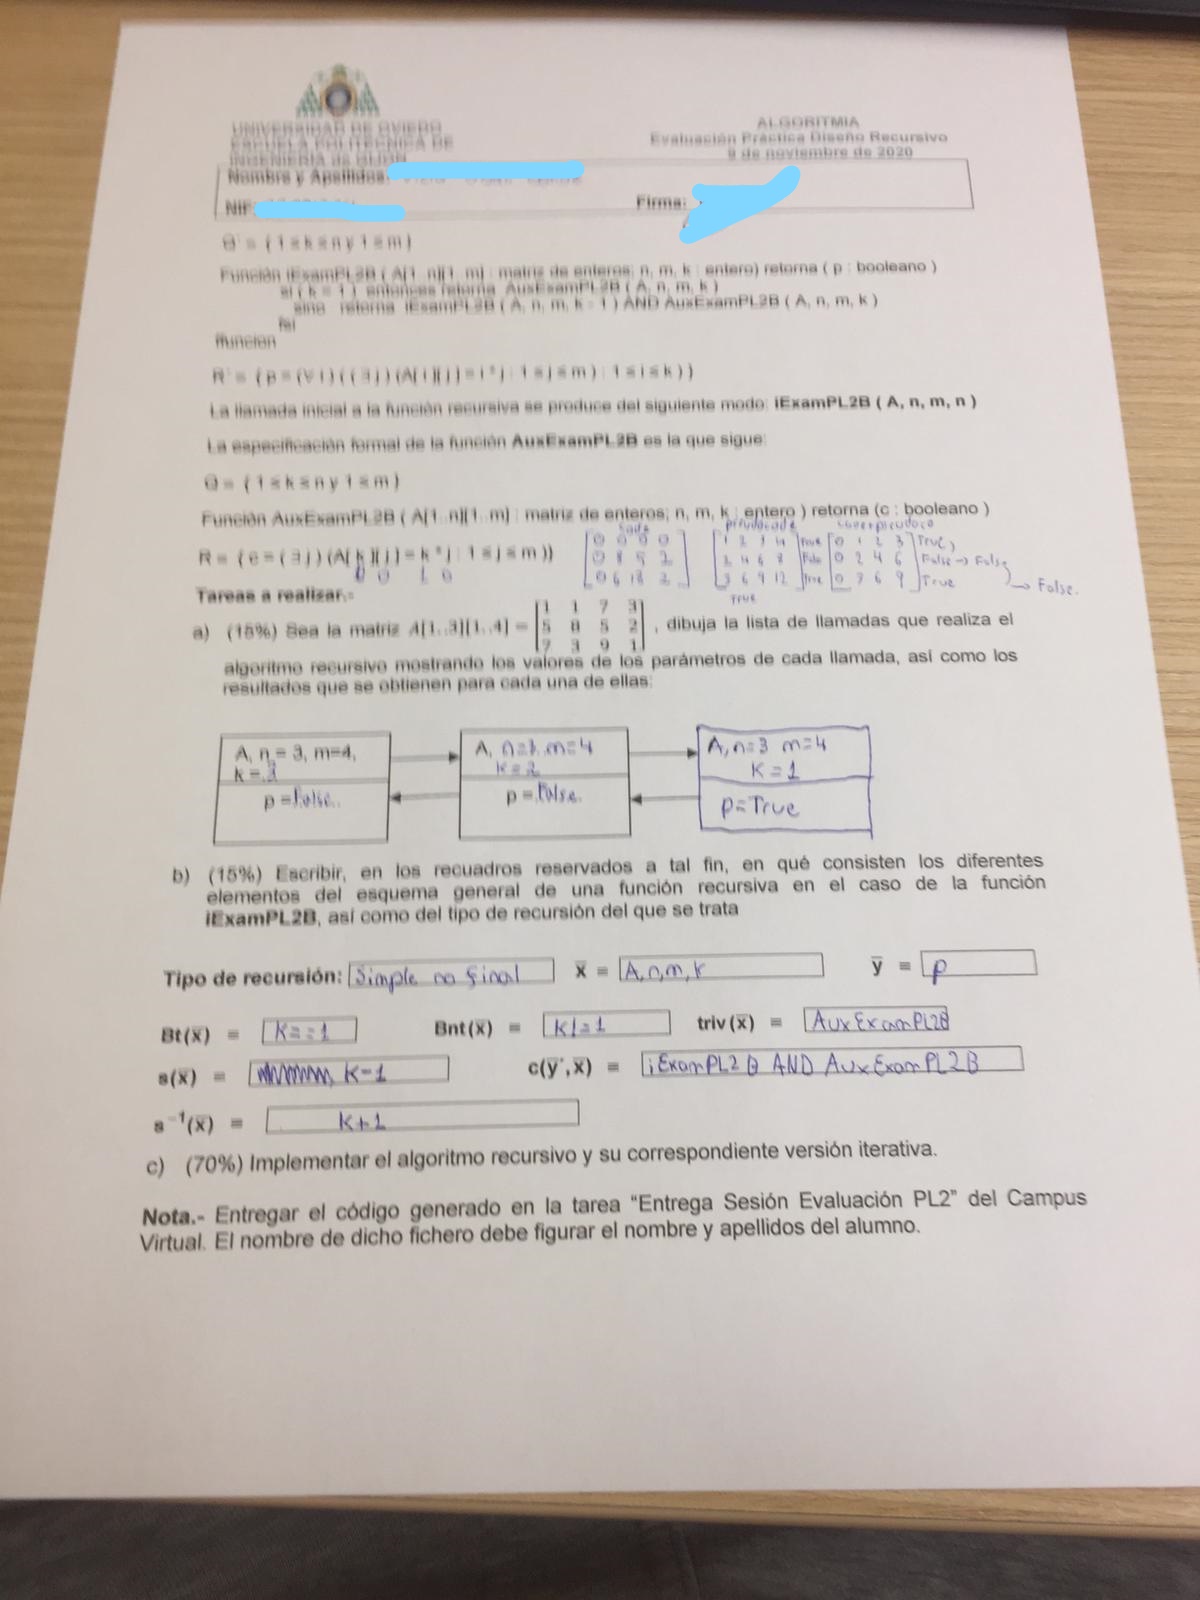 UNIVERSIDAD DE OVIEDO
ESCUELA POLITÉCNICA DE
INGENIERÍA de GIJÓN
ALGORITMIA
Evaluación Práctica Diseño Recursivo
9 de noviembre de 2020
Nombre y Apellidos:
NIF:
Firma:
Q' ≡ { 1 ≤ k ≤ n y 1 ≤ m }
Función iExamPL2B ( A[1..n][1..m] : matriz de enteros; n, m, k : entero) retorna ( p : booleano )
si ( k = 1 ) entonces retorna AuxExamPL2B ( A, n, m, k )
sino retorna iExamPL2B ( A, n, m, k - 1 ) AND AuxExamPL2B ( A, n, m, k )
fsi
ffunción
R' ≡ { p = (∀ i ) ( ( ∃ j ) (A[ i ][ j ] = i * j : 1 ≤ j ≤ m ) : 1 ≤ i ≤ k ) }
La llamada inicial a la función recursiva se produce del siguiente modo: iExamPL2B ( A, n, m, n )
La especificación formal de la función AuxExamPL2B es la que sigue:
Q ≡ { 1 ≤ k ≤ n y 1 ≤ m }
Función AuxExamPL2B ( A[1..n][1..m] : matriz de enteros; n, m, k : entero ) retorna (c : booleano )
R ≡ { c = ( ∃ j ) (A[ k ][ j ] = k * j : 1 ≤ j ≤ m )}
0 0 0 0
0 8 5 2
0 6 18 2
1 2 3 4 True
2 4 6 8
3 6 9 12 True
True
0 1 2 3 True
0 2 4 6 False → False
0 3 6 9 True → False.
Tareas a realizar.-
a) (15%) Sea la matriz A[1..3][1..4] = , dibuja la lista de llamadas que realiza el
1 1 7 3
5 8 5 2
7 3 9 1
algoritmo recursivo mostrando los valores de los parámetros de cada llamada, así como los
resultados que se obtienen para cada una de ellas:
A, n = 3, m=4,
k = 3
p = False.
A, n=3, m=4
k = 2
p = False.
A, n=3 m=4
K = 1
p=True
b) (15%) Escribir, en los recuadros reservados a tal fin, en qué consisten los diferentes
elementos del esquema general de una función recursiva en el caso de la función
iExamPL2B, así como del tipo de recursión del que se trata
Tipo de recursión: Simple no final x̅ ≡ A, n, m, k y̅ ≡ p
Bt(x̅) ≡ K==1 Bnt(x̅) ≡ K!=1 triv(x̅) ≡ AuxExamPL2B
s(x̅) ≡ K-1 c(y̅',x̅) ≡ iExamPL2B AND AuxExamPL2B
s⁻¹(x̅) ≡ K+1
c) (70%) Implementar el algoritmo recursivo y su correspondiente versión iterativa.
Nota.- Entregar el código generado en la tarea “Entrega Sesión Evaluación PL2” del Campus
Virtual. El nombre de dicho fichero debe figurar el nombre y apellidos del alumno.